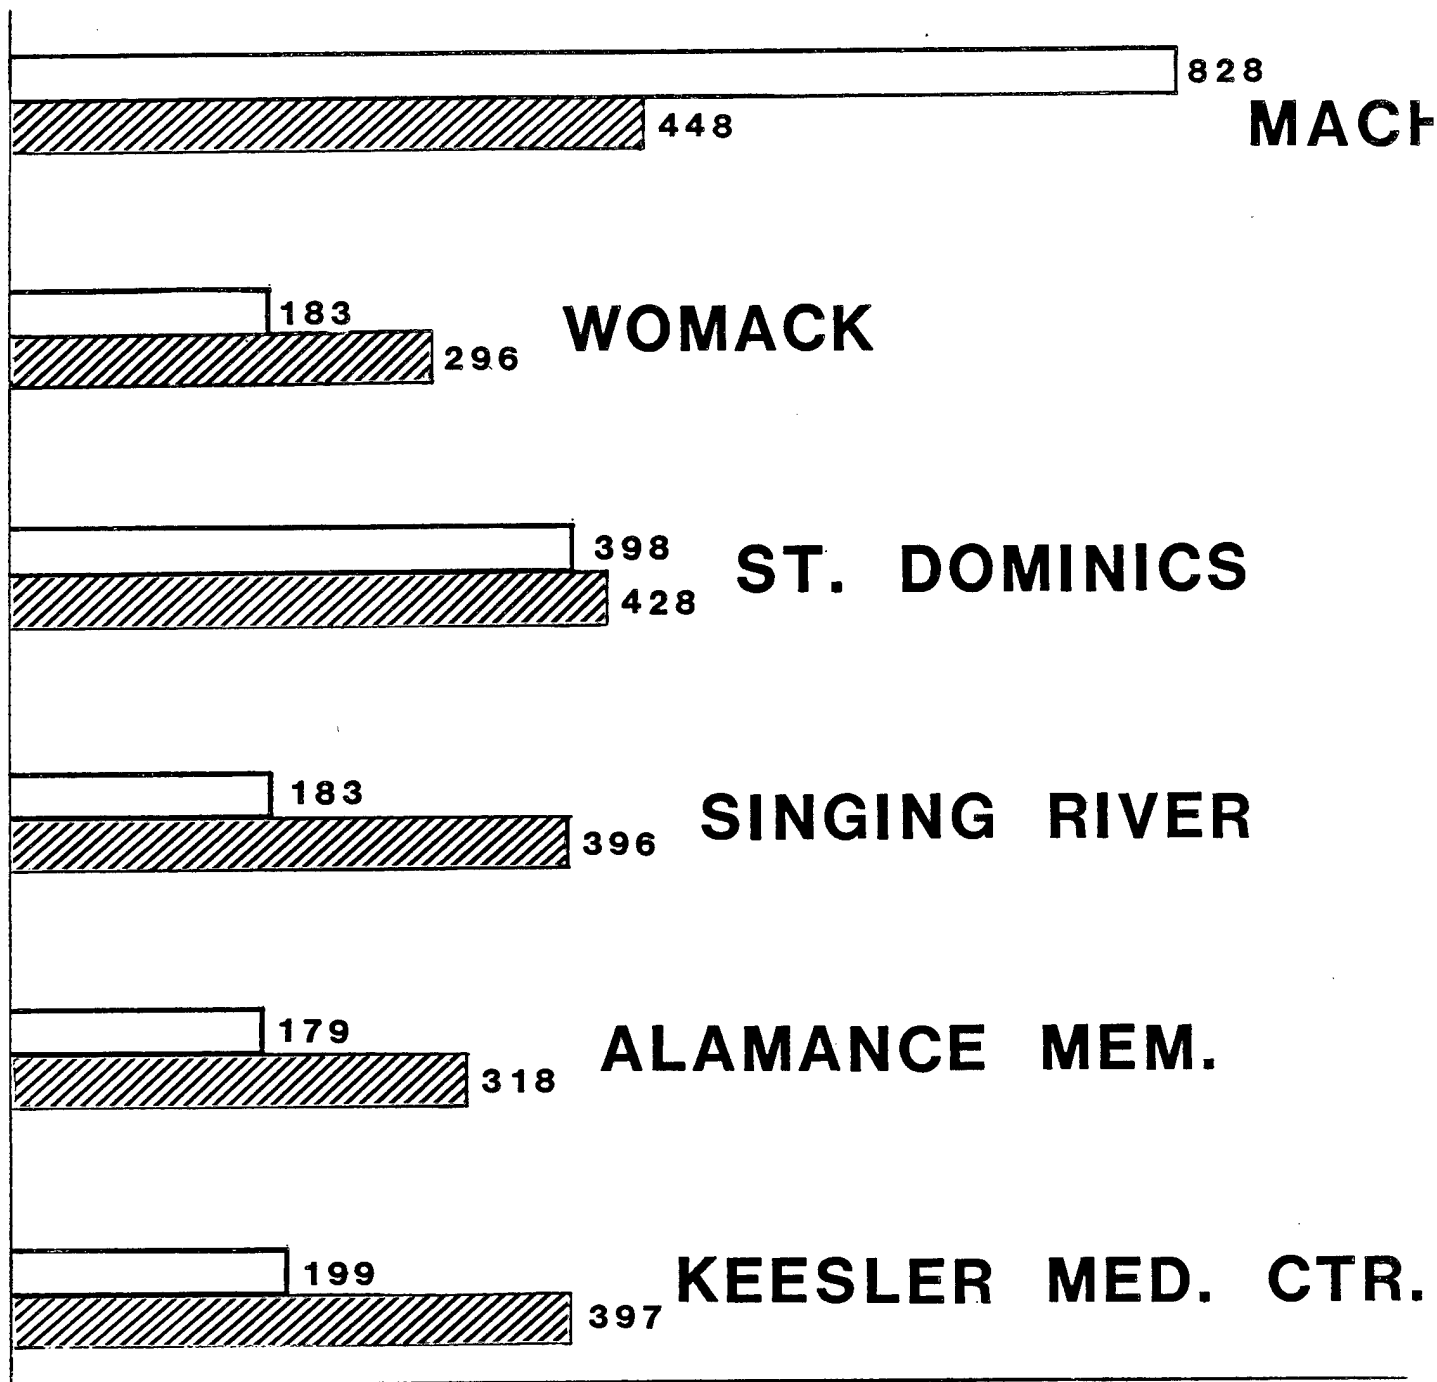 828
448
MACH
183
WOMACK
296
398
ST. DOMINICS
428
183
SINGING RIVER
396
179
ALAMANCE MEM.
318
199
KEESLER MED. CTR.
397